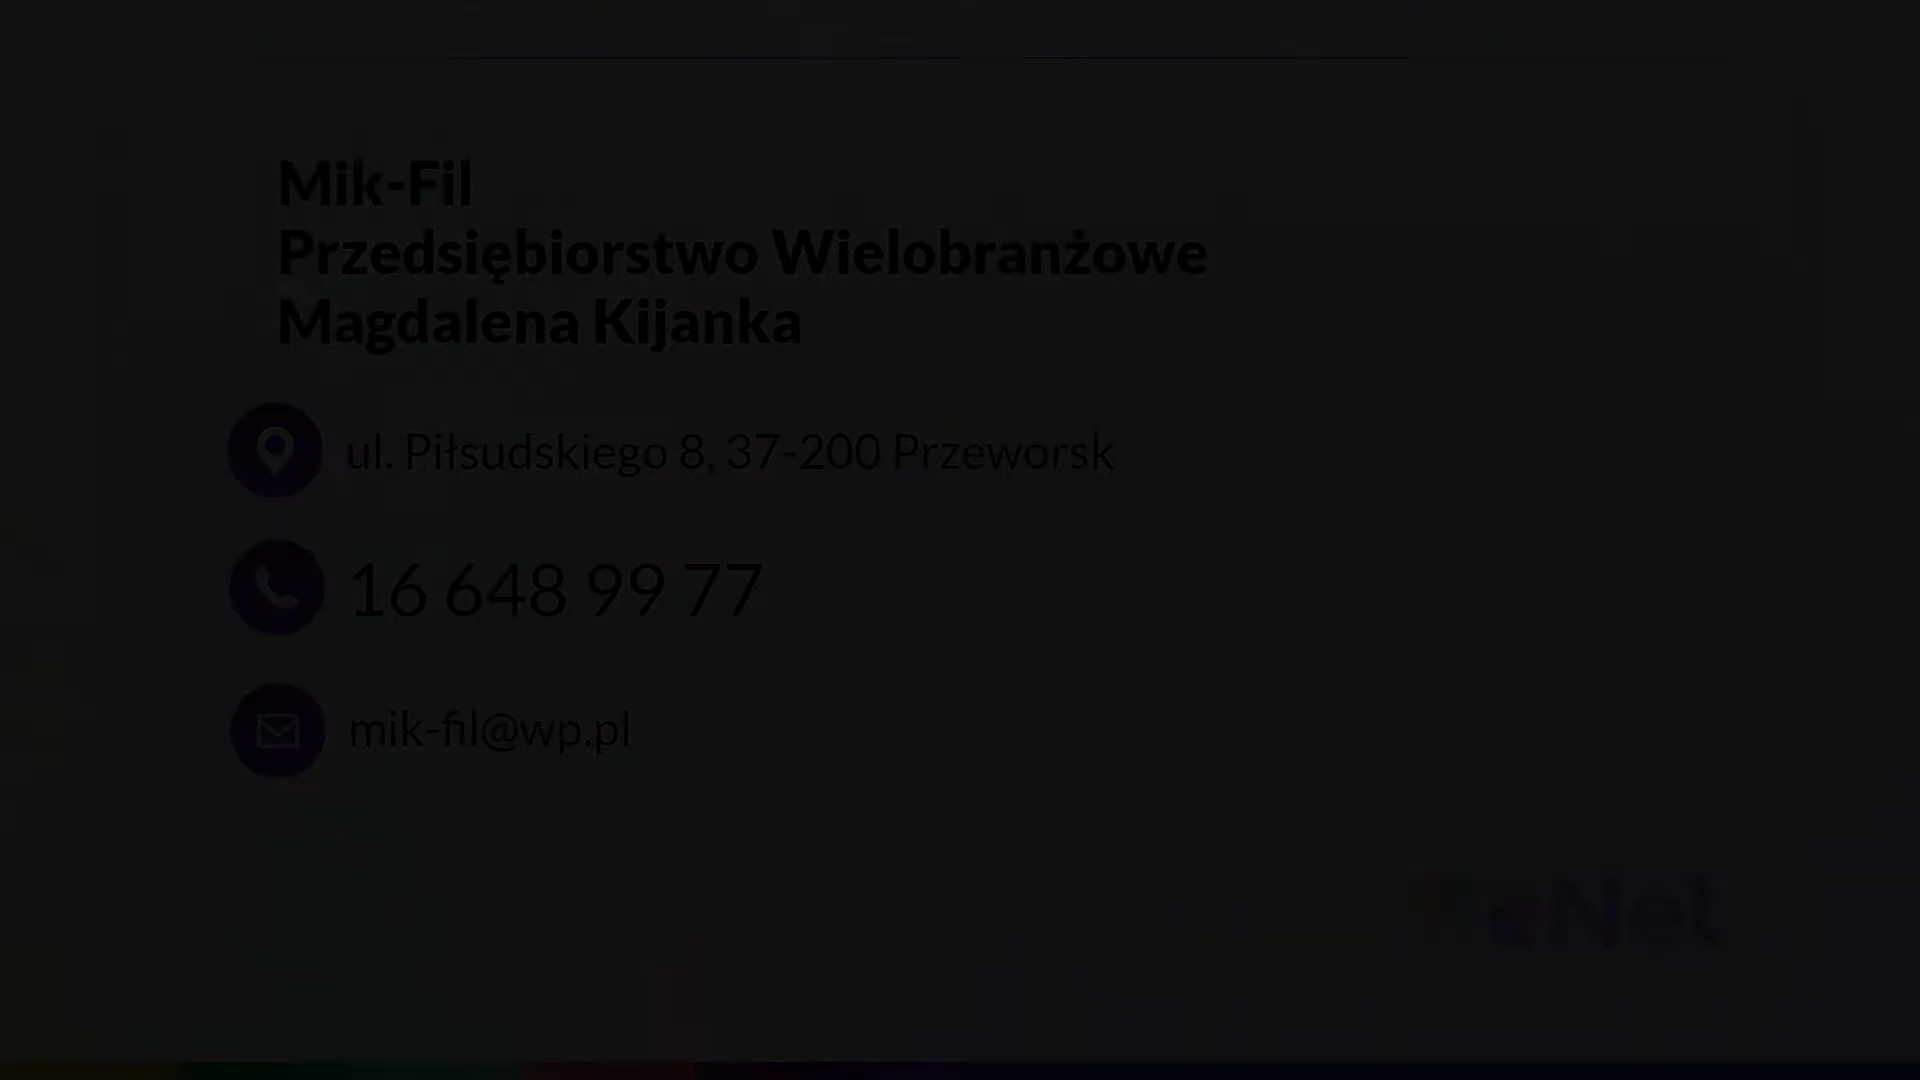 Mik-Fil
Przedsiębiorstwo Wielobranżowe
Magdalena Kijanka
ul. Piłsudskiego 8, 37-200 Przeworsk
16 648 99 77
mik-fil@wp.pl